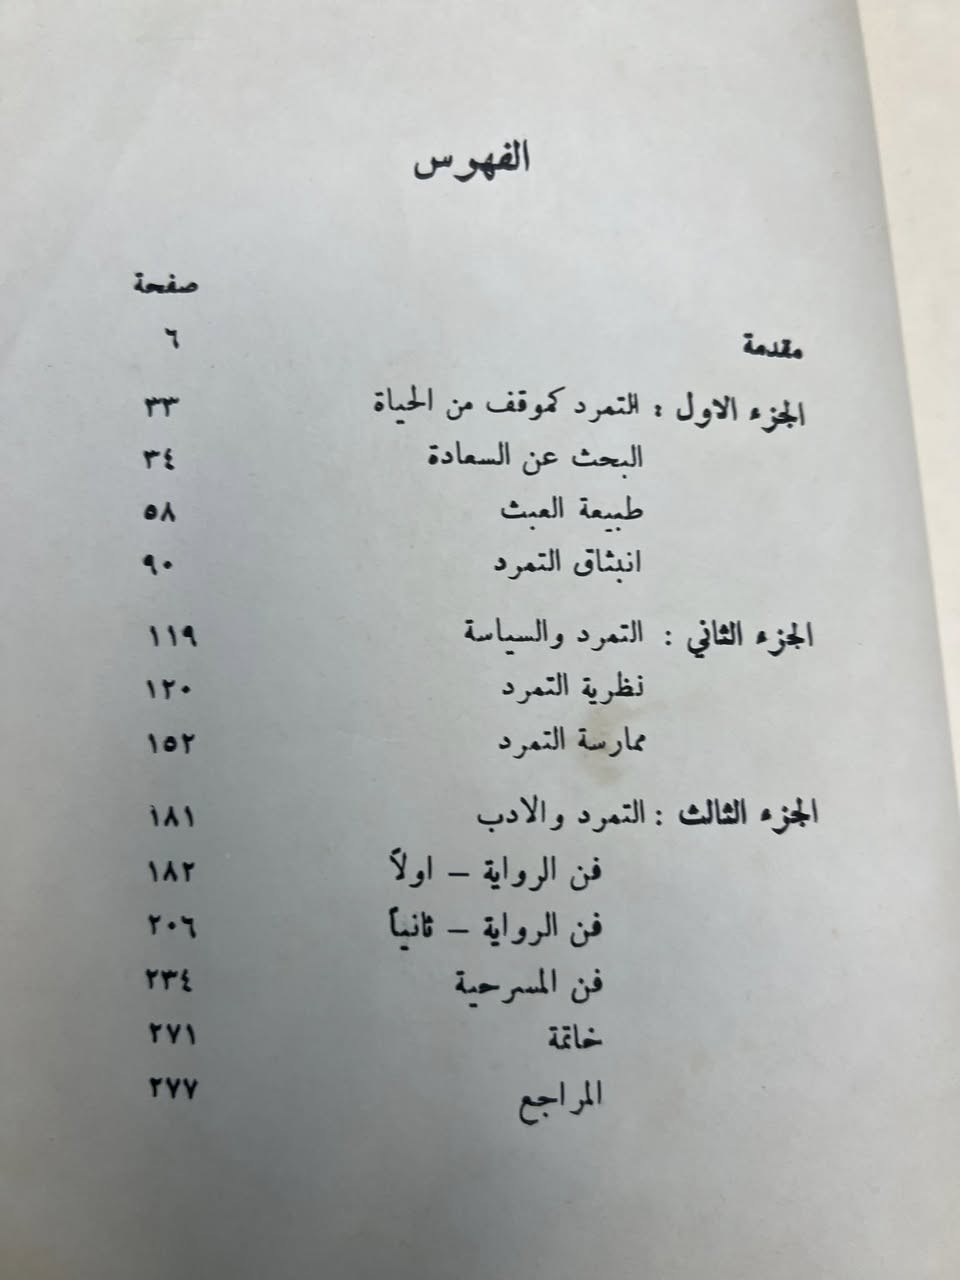 الفهرس
صفحة
مقدمة ٦
الجزء الاول : التمرد كموقف من الحياة ٣٣
البحث عن السعادة ٣٤
طبيعة العبث ٥٨
انبثاق التمرد ٩٠
الجزء الثاني : التمرد والسياسة ١١٩
نظرية التمرد ١٢٠
ممارسة التمرد ١٥٢
الجزء الثالث : التمرد والادب ١٨١
فن الرواية – اولاً ١٨٢
فن الرواية – ثانياً ٢٠٦
فن المسرحية ٢٣٤
خاتمة ٢٧١
المراجع ٢٧٧